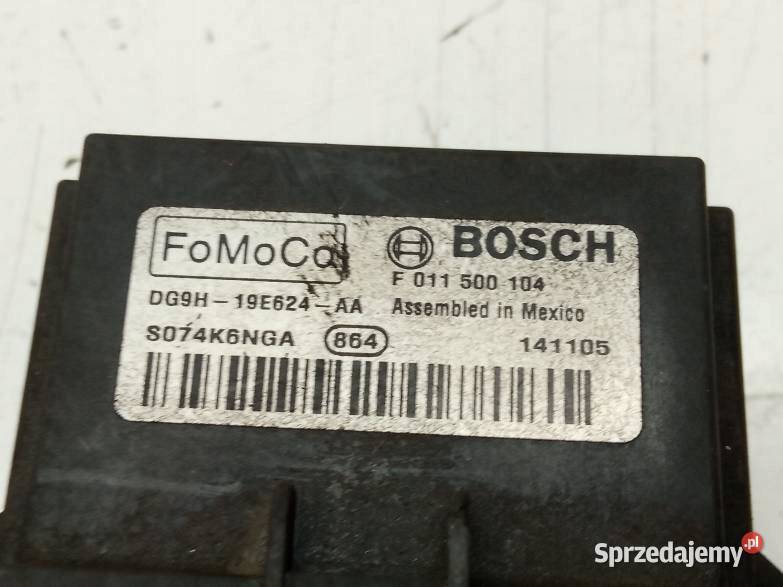 FoMoCo
BOSCH
F 011 500 104
DG9H-19E624-AA
Assembled in Mexico
S074K6NGA
864
141105
Sprzedajemy.pl